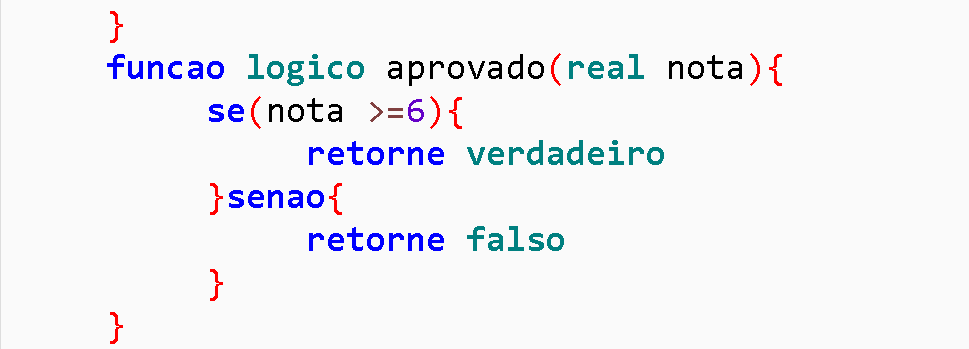 }
funcao logico aprovado(real nota){
se(nota >=6){
retorne verdadeiro
}senao{
retorne falso
}
}